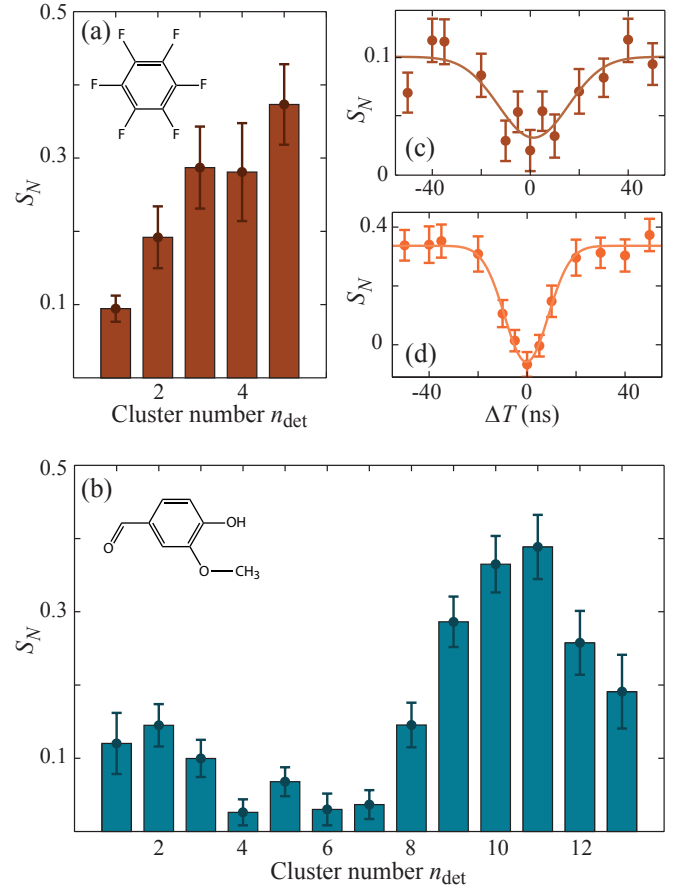 (a)
F
F
F
F
F
F
0.5
0.3
0.1
S_N
2
4
Cluster number n_det
(c)
0.1
0
S_N
-40
0
40
(d)
0.4
0
S_N
-40
0
40
ΔT (ns)
(b)
O
OH
O—CH₃
0.5
0.3
0.1
S_N
2
4
6
8
10
12
Cluster number n_det